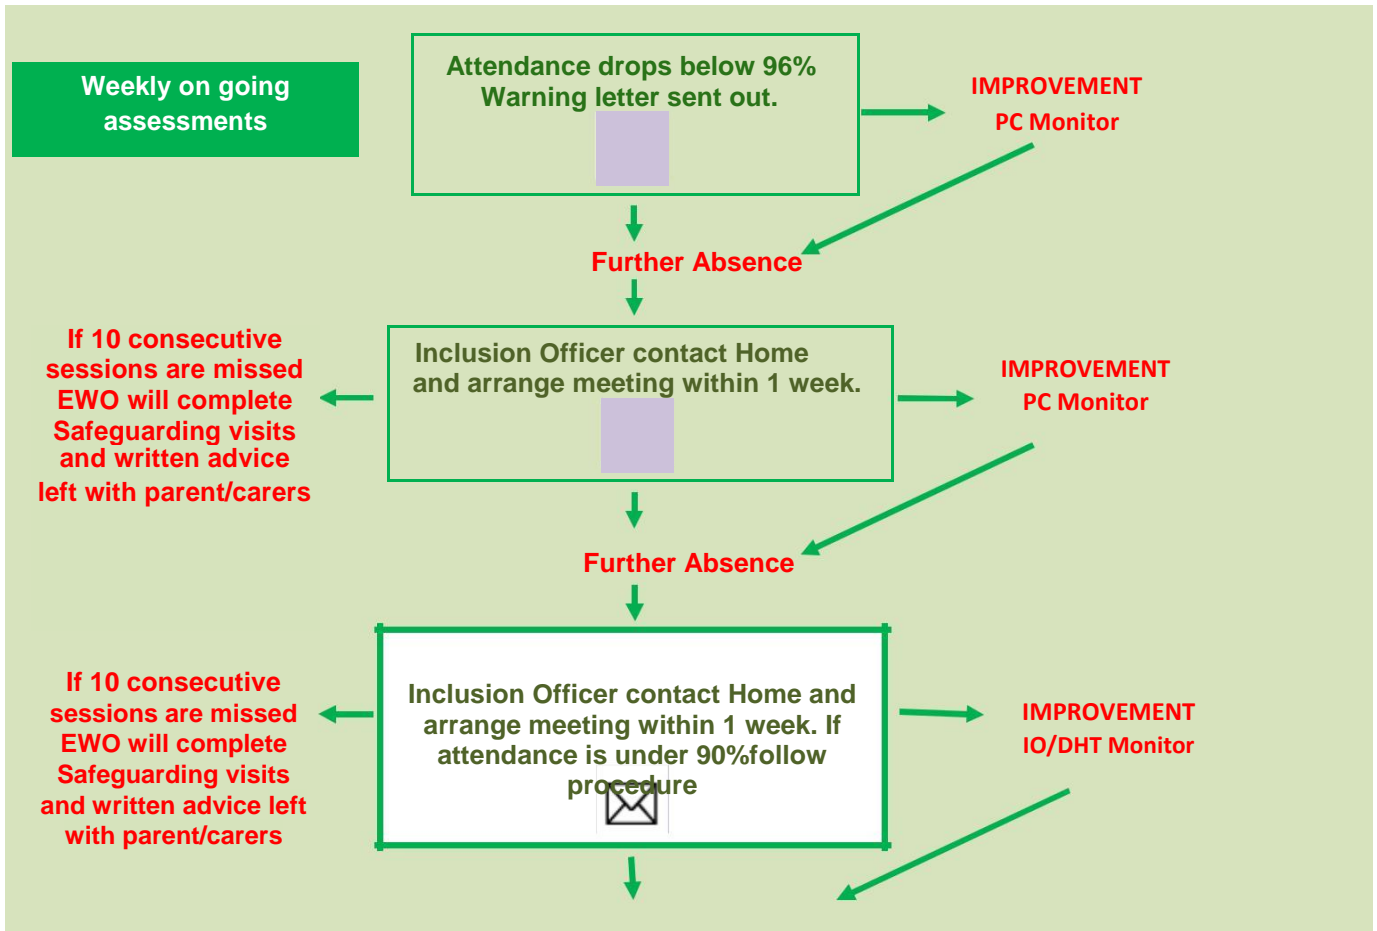 Weekly on going
assessments
Attendance drops below 96%
Warning letter sent out.
IMPROVEMENT
PC Monitor
Further Absence
If 10 consecutive
sessions are missed
EWO will complete
Safeguarding visits
and written advice
left with parent/carers
Inclusion Officer contact Home
and arrange meeting within 1 week.
IMPROVEMENT
PC Monitor
Further Absence
If 10 consecutive
sessions are missed
EWO will complete
Safeguarding visits
and written advice left
with parent/carers
Inclusion Officer contact Home and
arrange meeting within 1 week. If
attendance is under 90%follow
procedure
IMPROVEMENT
IO/DHT Monitor